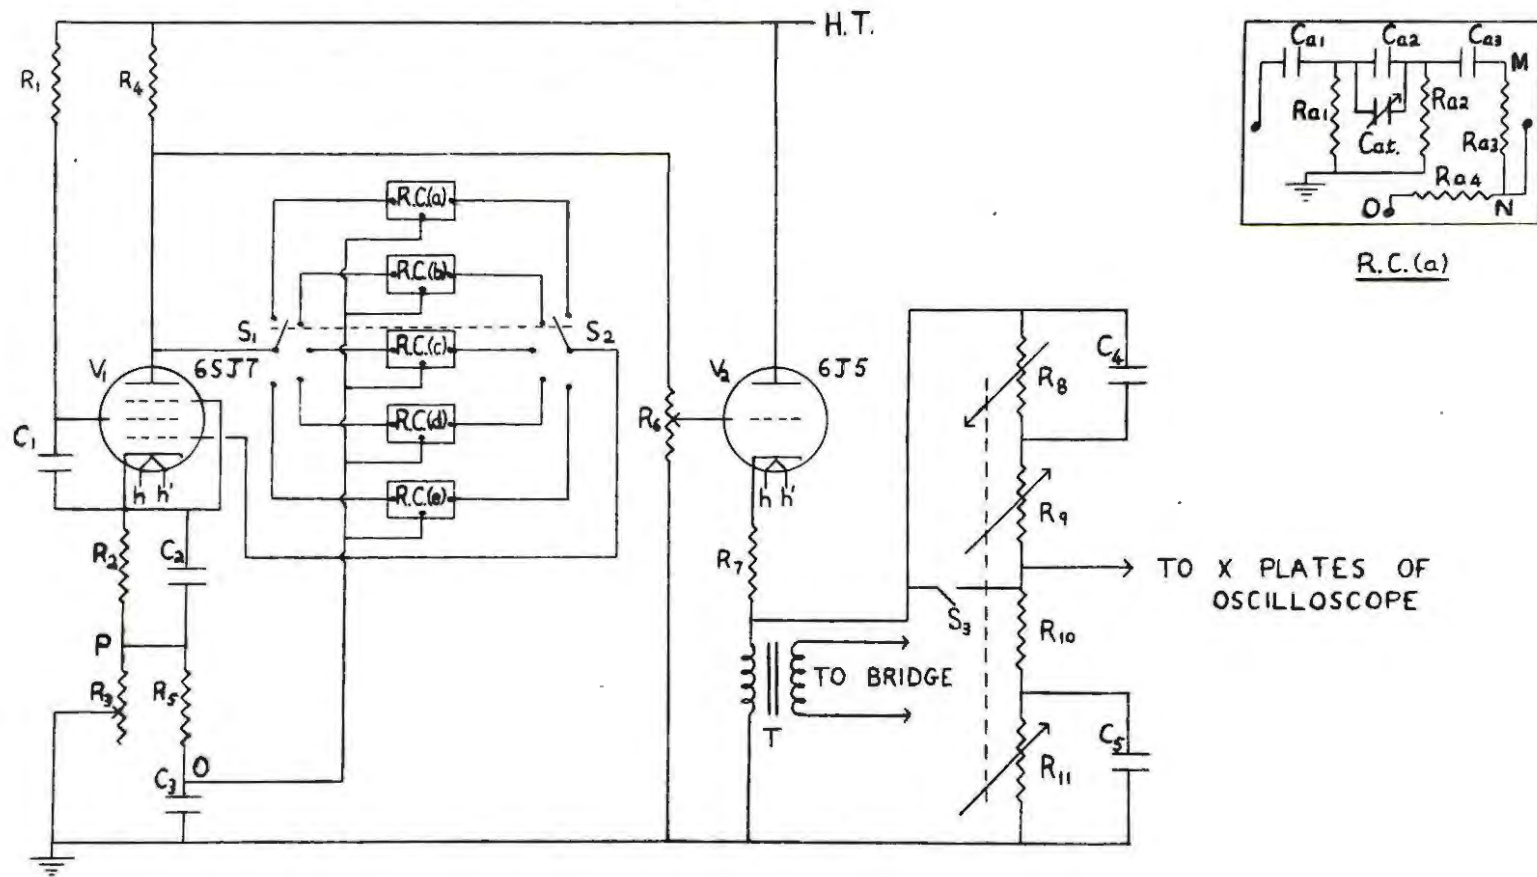 H.T.
R1
R4
Ca1
Ca2
Ca3
M
Ra1
Cat.
Ra2
Ra3
Ra4
O
N
R.C.(a)
R.C.(a)
R.C.(b)
S1
R.C.(c)
S2
V1
6SJ7
R.C.(d)
R.C.(e)
C1
h h'
R2
C2
P
R3
R5
O
C3
R6
V2
6J5
h h'
R7
S3
T
TO BRIDGE
R8
C4
R9
TO X PLATES OF
OSCILLOSCOPE
R10
R11
C5